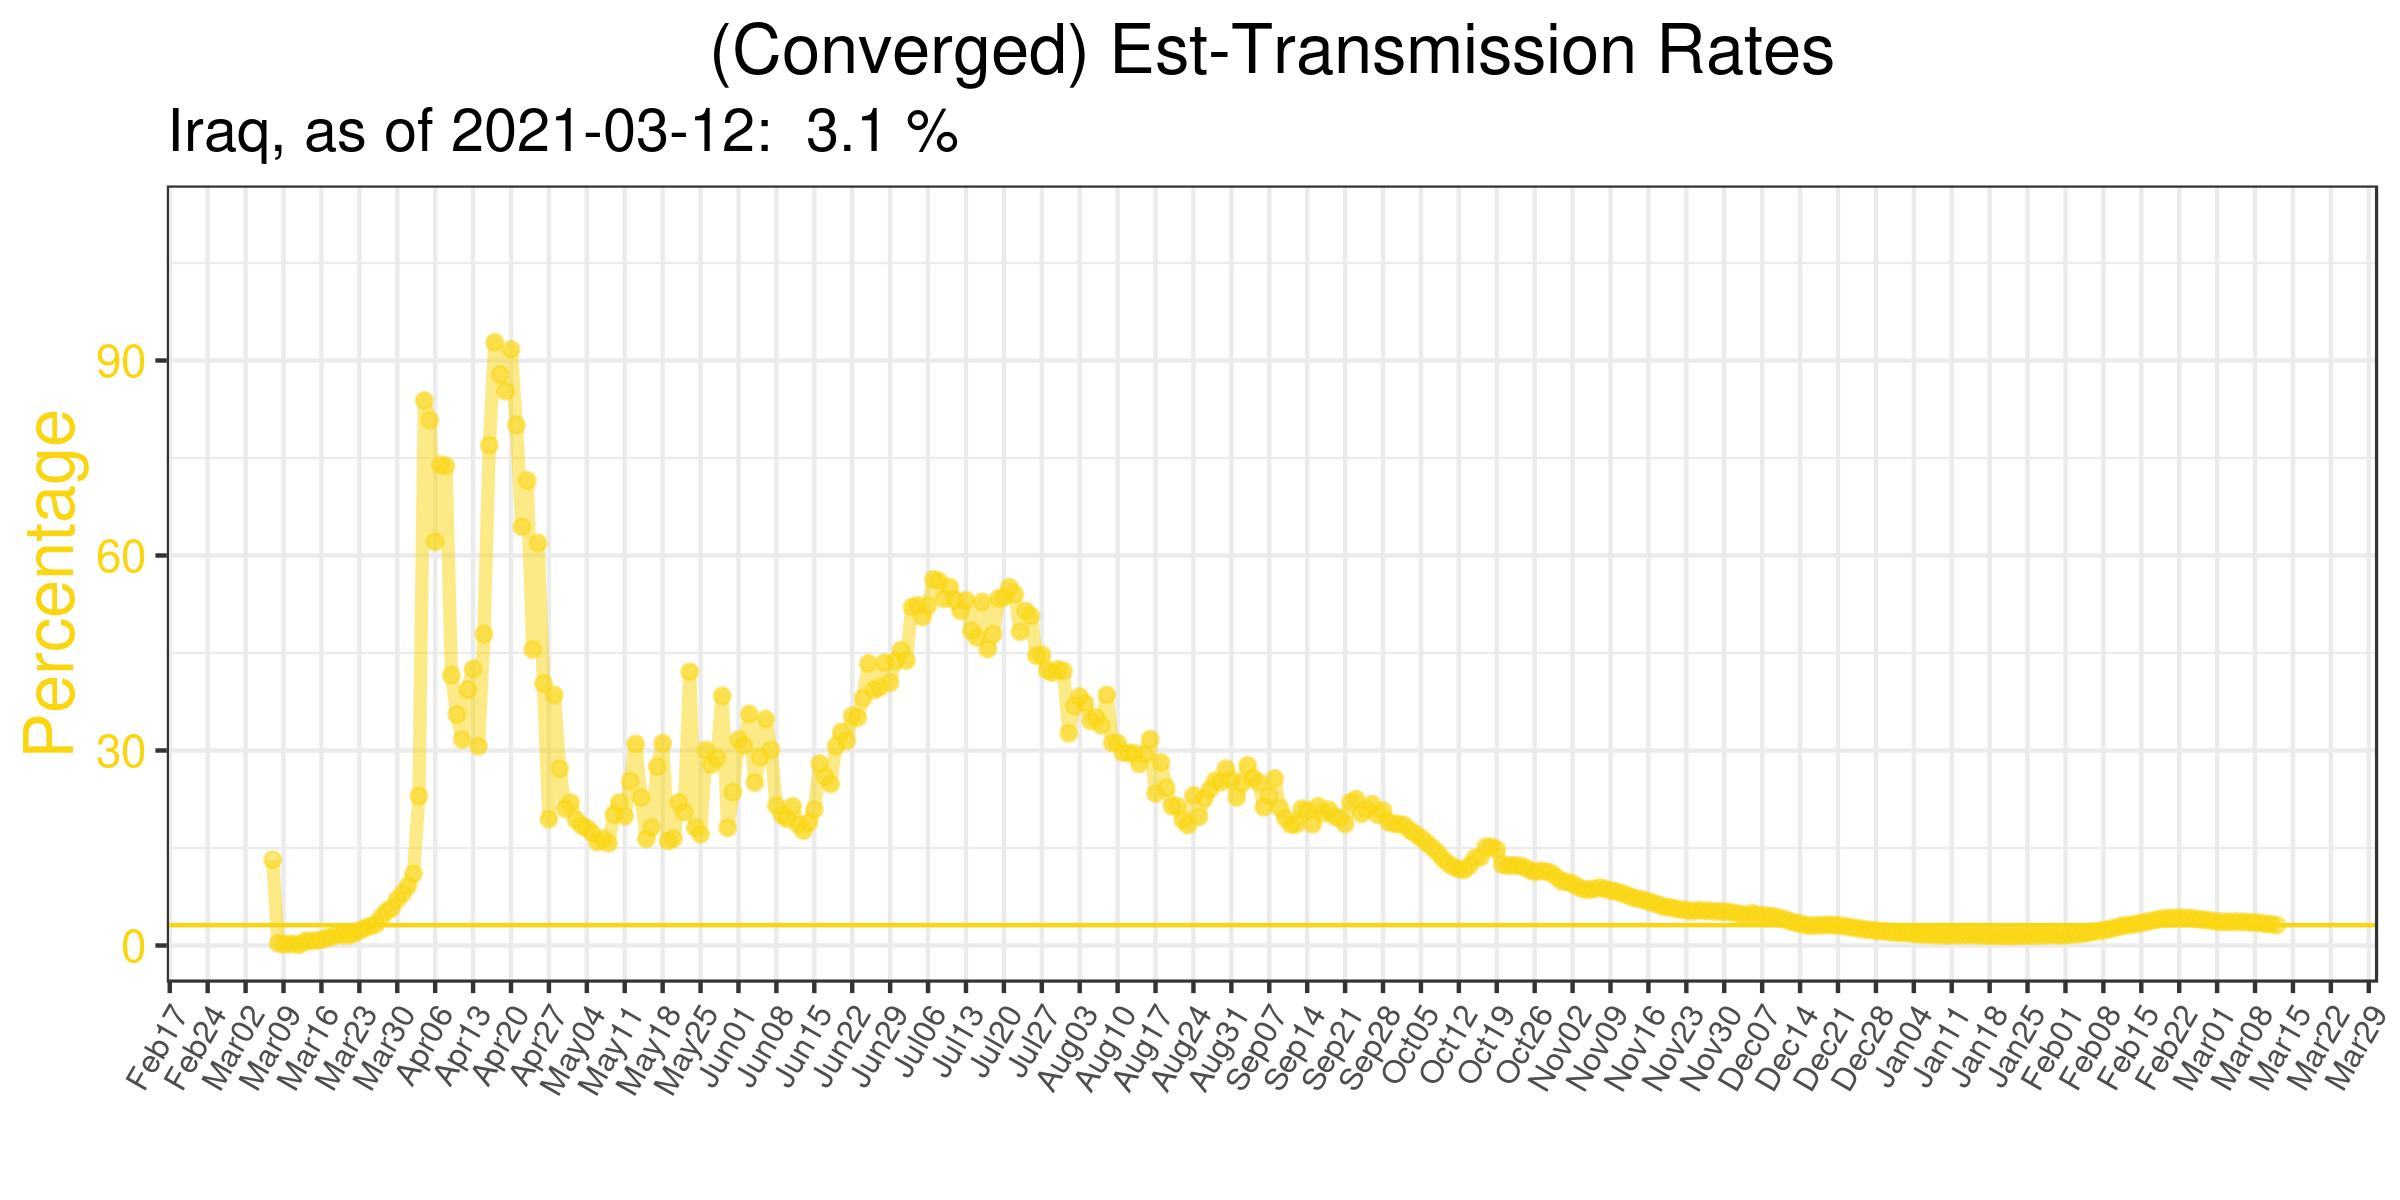 (Converged) Est-Transmission Rates
Iraq, as of 2021-03-12:  3.1 %
Percentage
90
60
30
0
Feb17
Feb24
Mar02
Mar09
Mar16
Mar23
Mar30
Apr06
Apr13
Apr20
Apr27
May04
May11
May18
May25
Jun01
Jun08
Jun15
Jun22
Jun29
Jul06
Jul13
Jul20
Jul27
Aug03
Aug10
Aug17
Aug24
Aug31
Sep07
Sep14
Sep21
Sep28
Oct05
Oct12
Oct19
Oct26
Nov02
Nov09
Nov16
Nov23
Nov30
Dec07
Dec14
Dec21
Dec28
Jan04
Jan11
Jan18
Jan25
Feb01
Feb08
Feb15
Feb22
Mar01
Mar08
Mar15
Mar22
Mar29